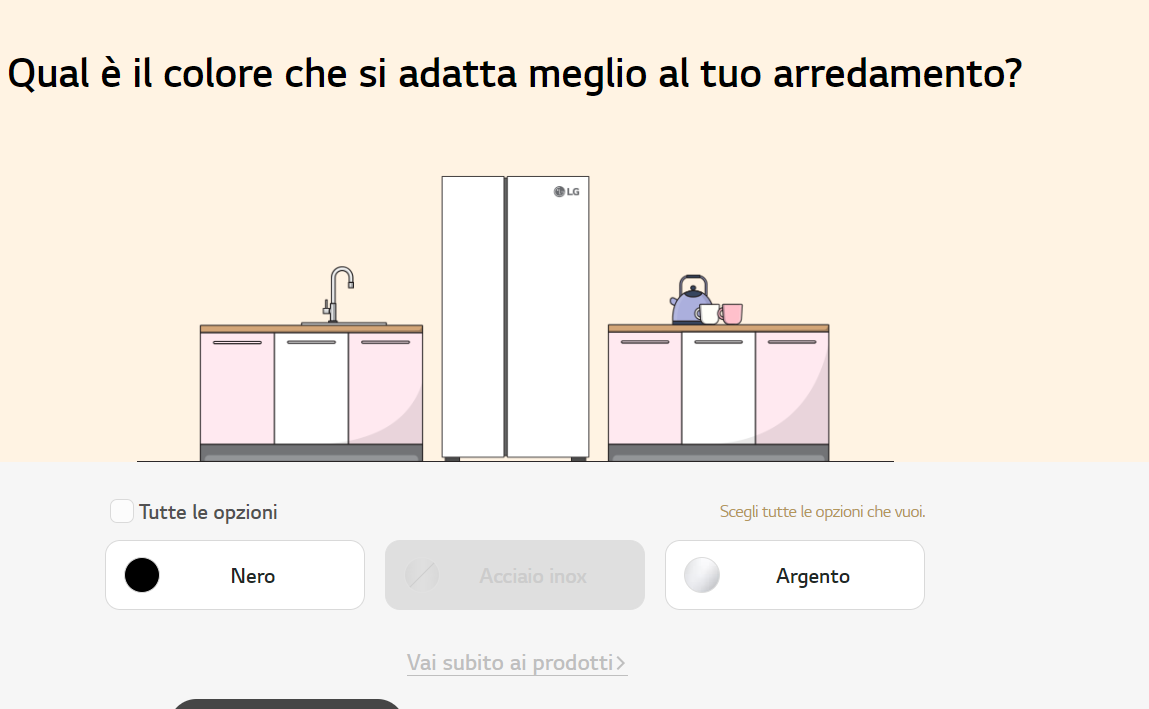 Qual è il colore che si adatta meglio al tuo arredamento?
LG
Tutte le opzioni
Scegli tutte le opzioni che vuoi.
Nero
Acciaio inox
Argento
Vai subito ai prodotti>